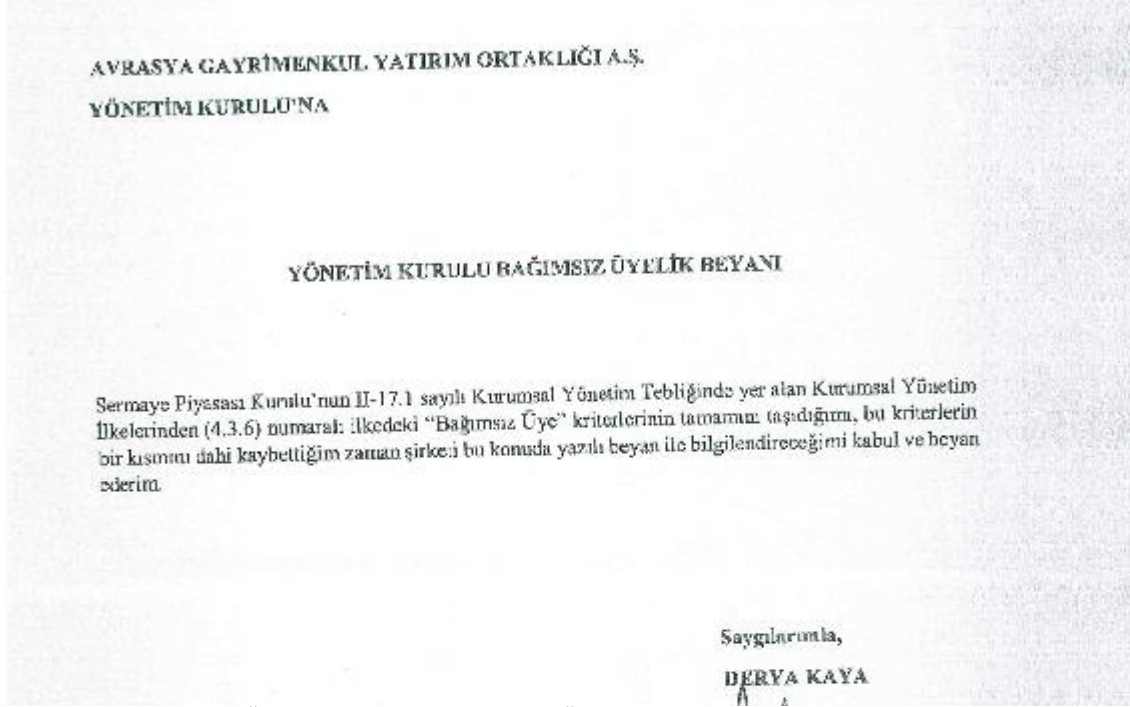 AVRASYA GAYRİMENKUL YATIRIM ORTAKLIĞI A.Ş.
YÖNETİM KURULU'NA
YÖNETİM KURULU BAĞIMSIZ ÜYELİK BEYANI
Sermaye Piyasası Kurulu'nun II-17.1 sayılı Kurumsal Yönetim Tebliğinde yer alan Kurumsal Yönetim
İlkelerinden (4.3.6) numaralı ilkedeki “Bağımsız Üye” kriterlerinin tamamını taşıdığımı, bu kriterlerin
bir kısmını dahi kaybettiğim zaman şirketi bu konuda yazılı beyan ile bilgilendireceğimi kabul ve beyan
ederim.
Saygılarımla,
DERYA KAYA